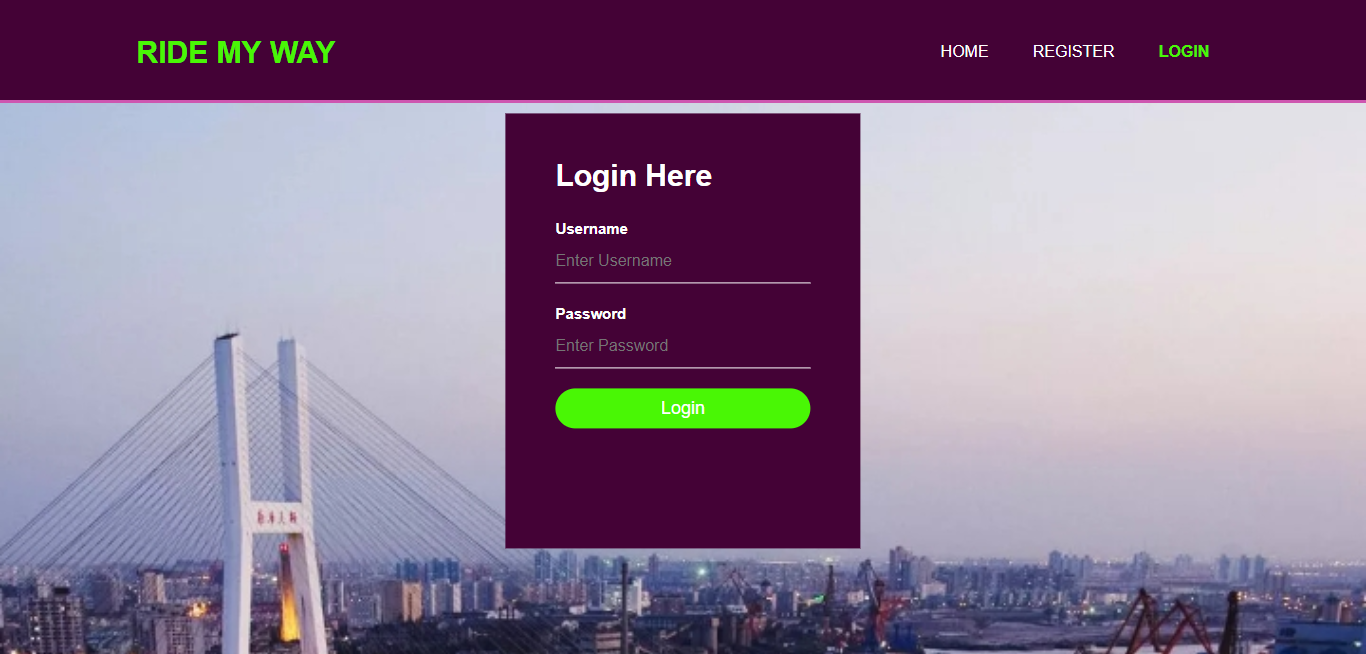 RIDE MY WAY
HOME REGISTER LOGIN
Login Here
Username
Enter Username
Password
Enter Password
Login